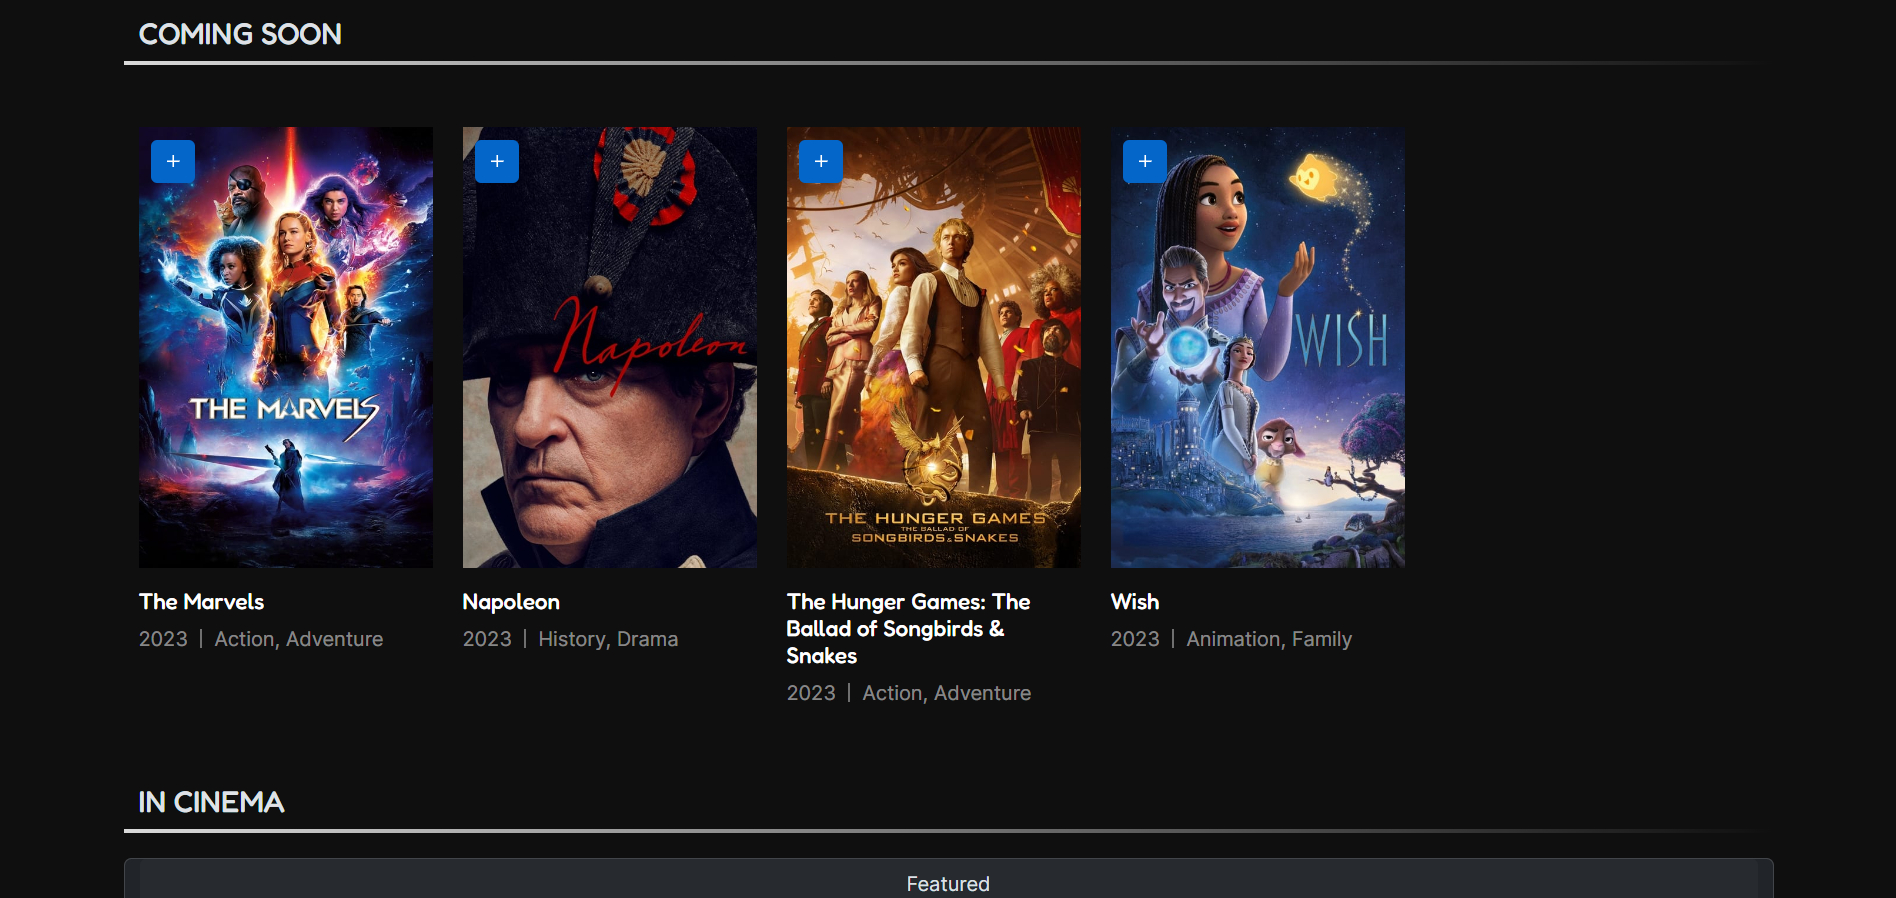 COMING SOON
+
+
+
+
THE MARVELS
Napoleon
THE HUNGER GAMES
THE BALLAD OF
SONGBIRDS & SNAKES
WISH
The Marvels
2023 | Action, Adventure
Napoleon
2023 | History, Drama
The Hunger Games: The
Ballad of Songbirds &
Snakes
2023 | Action, Adventure
Wish
2023 | Animation, Family
IN CINEMA
Featured